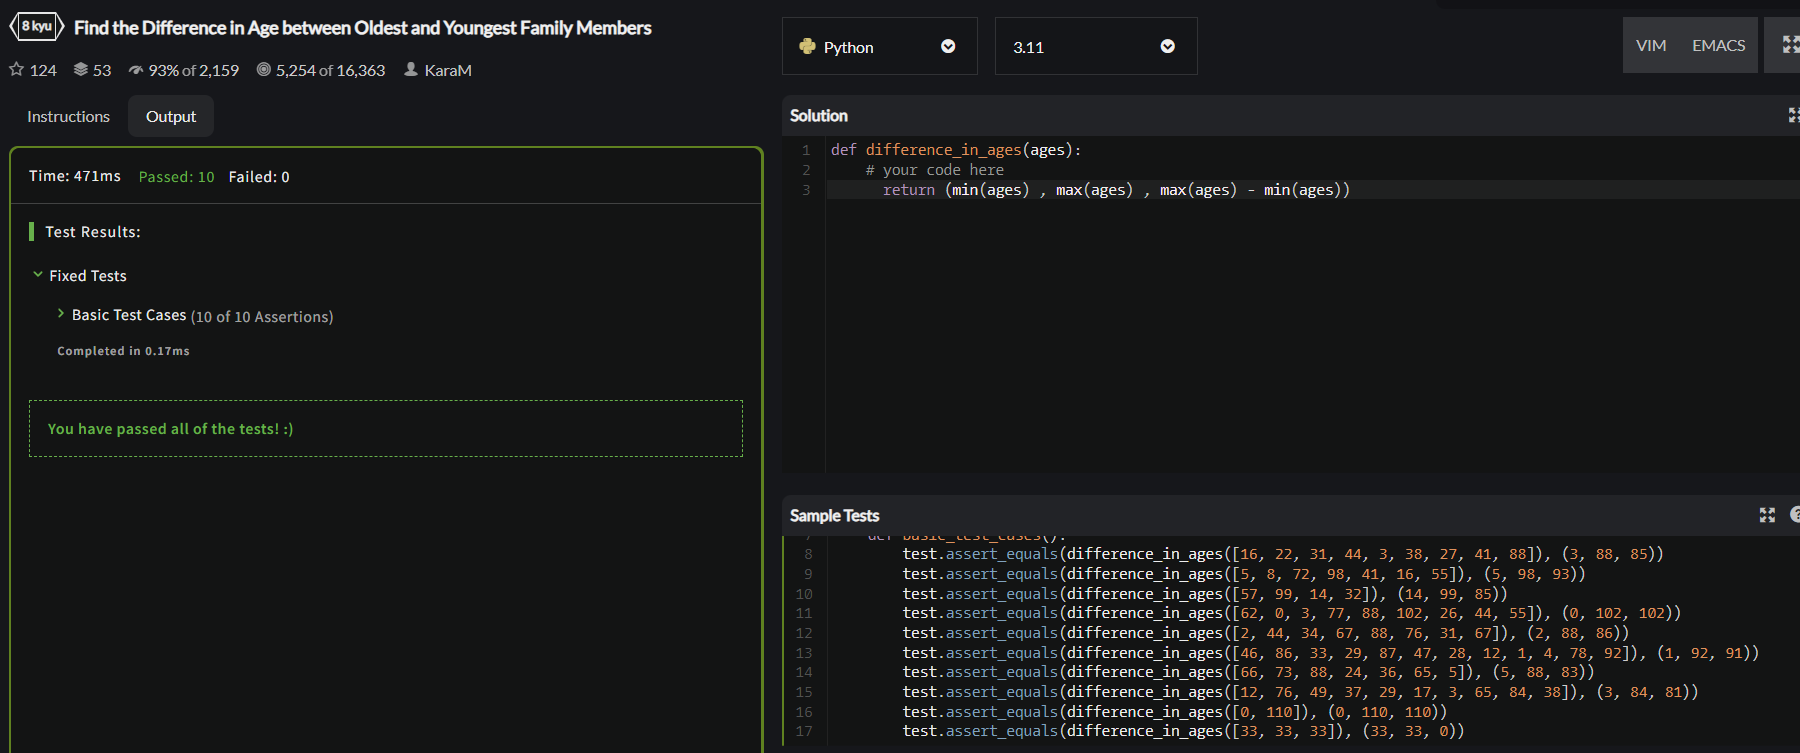 8 kyu Find the Difference in Age between Oldest and Youngest Family Members
124 53 93% of 2,159 5,254 of 16,363 KaraM
Instructions Output
Time: 471ms Passed: 10 Failed: 0
Test Results:
Fixed Tests
Basic Test Cases (10 of 10 Assertions)
Completed in 0.17ms
You have passed all of the tests! :)
Python 3.11 VIM EMACS
Solution
1 def difference_in_ages(ages):
2 # your code here
3 return (min(ages) , max(ages) , max(ages) - min(ages))
Sample Tests
7 def basic_test_cases():
8 test.assert_equals(difference_in_ages([16, 22, 31, 44, 3, 38, 27, 41, 88]), (3, 88, 85))
9 test.assert_equals(difference_in_ages([5, 8, 72, 98, 41, 16, 55]), (5, 98, 93))
10 test.assert_equals(difference_in_ages([57, 99, 14, 32]), (14, 99, 85))
11 test.assert_equals(difference_in_ages([62, 0, 3, 77, 88, 102, 26, 44, 55]), (0, 102, 102))
12 test.assert_equals(difference_in_ages([2, 44, 34, 67, 88, 76, 31, 67]), (2, 88, 86))
13 test.assert_equals(difference_in_ages([46, 86, 33, 29, 87, 47, 28, 12, 1, 4, 78, 92]), (1, 92, 91))
14 test.assert_equals(difference_in_ages([66, 73, 88, 24, 36, 65, 5]), (5, 88, 83))
15 test.assert_equals(difference_in_ages([12, 76, 49, 37, 29, 17, 3, 65, 84, 38]), (3, 84, 81))
16 test.assert_equals(difference_in_ages([0, 110]), (0, 110, 110))
17 test.assert_equals(difference_in_ages([33, 33, 33]), (33, 33, 0))